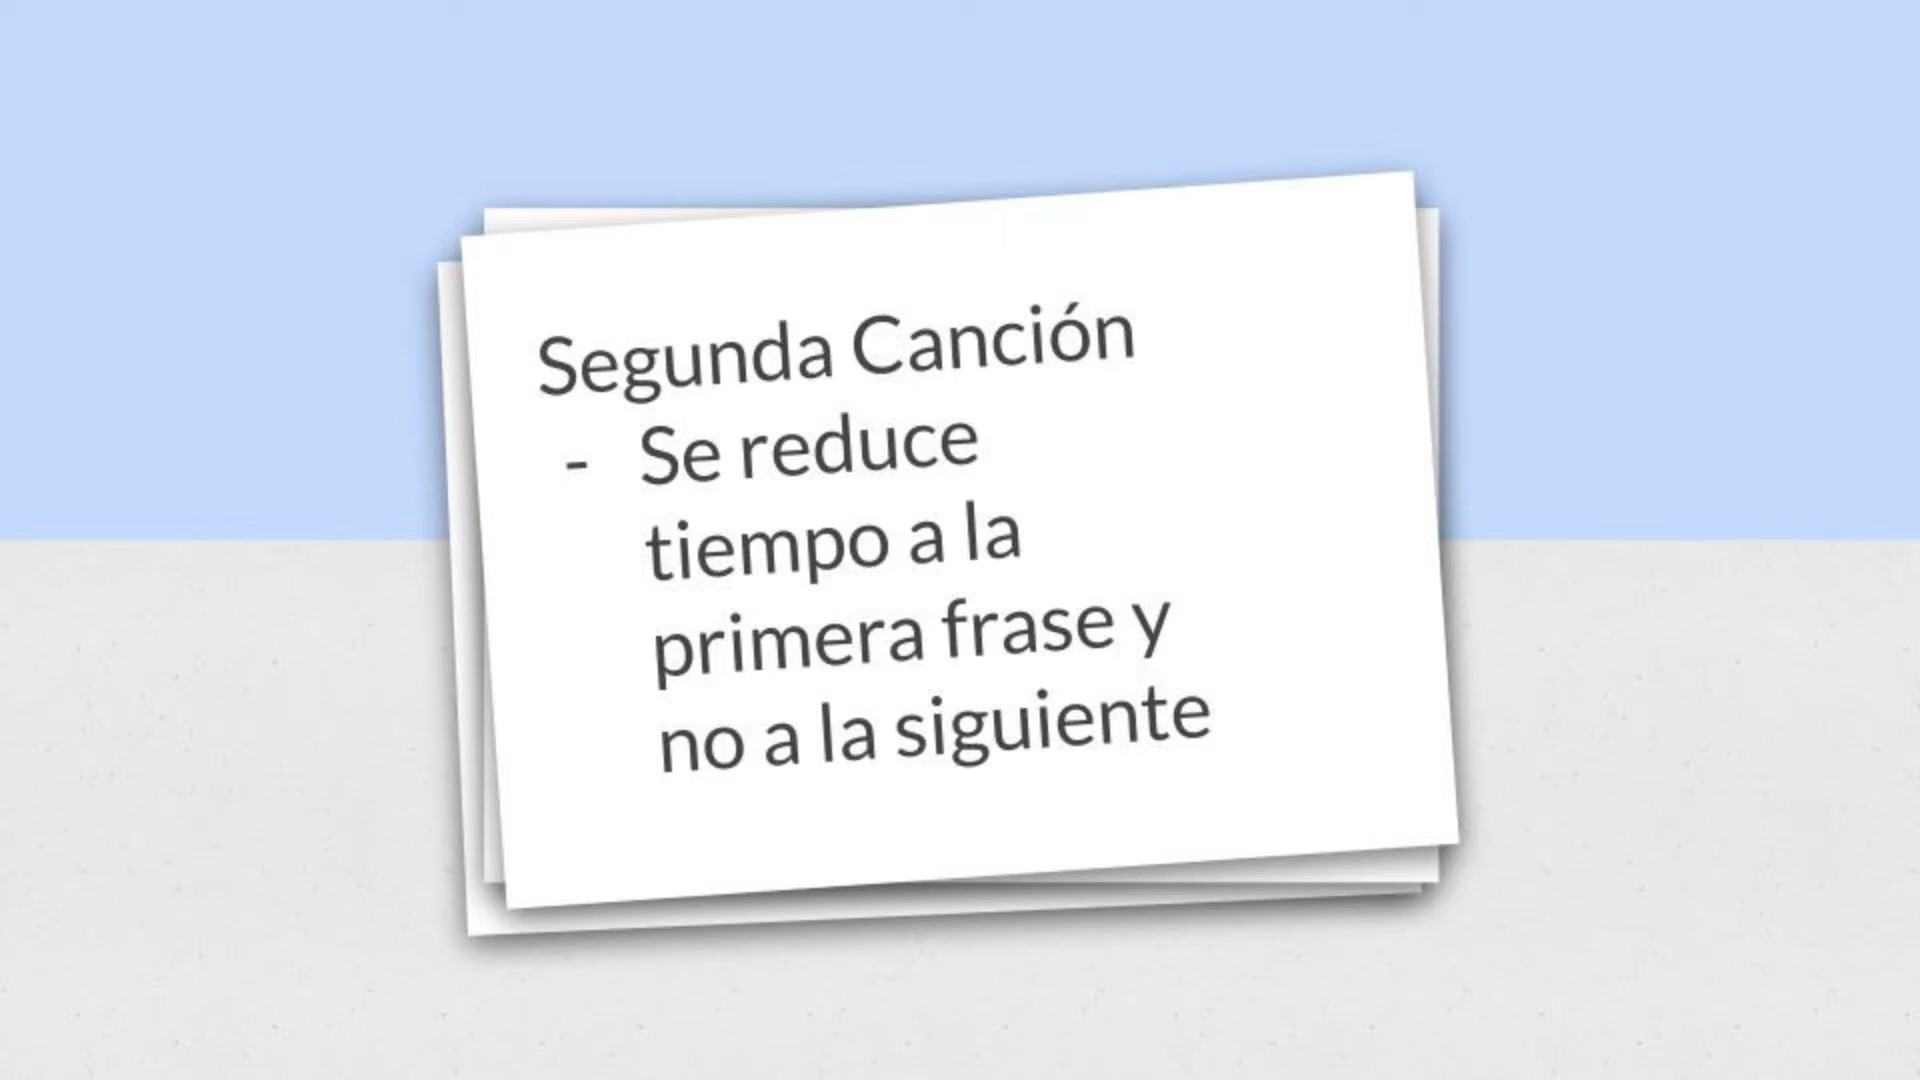 Segunda Canción
- Se reduce
tiempo a la
primera frase y
no a la siguiente